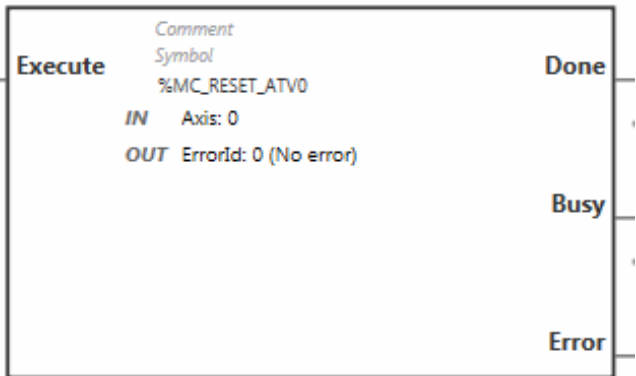 Comment
Execute
Symbol
Done
%MC_RESET_ATV0
IN Axis: 0
OUT ErrorId: 0 (No error)
Busy
Error